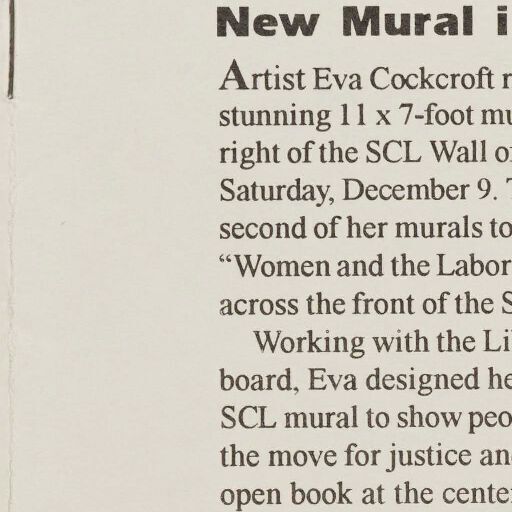 New Mural i
Artist Eva Cockcroft r
stunning 11 x 7-foot mu
right of the SCL Wall o
Saturday, December 9.
second of her murals to
“Women and the Labor
across the front of the S
Working with the Li
board, Eva designed he
SCL mural to show peo
the move for justice an
open book at the cente